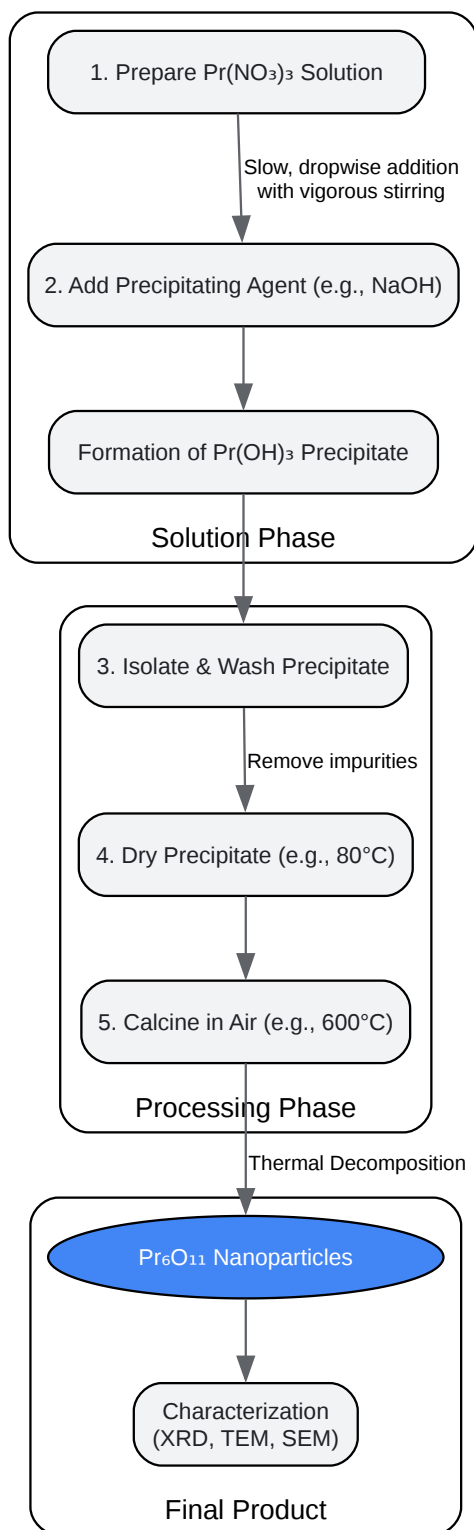 1. Prepare Pr(NO₃)₃ Solution
Slow, dropwise addition
with vigorous stirring
2. Add Precipitating Agent (e.g., NaOH)
Formation of Pr(OH)₃ Precipitate
Solution Phase
3. Isolate & Wash Precipitate
Remove impurities
4. Dry Precipitate (e.g., 80°C)
5. Calcine in Air (e.g., 600°C)
Processing Phase
Thermal Decomposition
Pr₆O₁₁ Nanoparticles
Characterization
(XRD, TEM, SEM)
Final Product